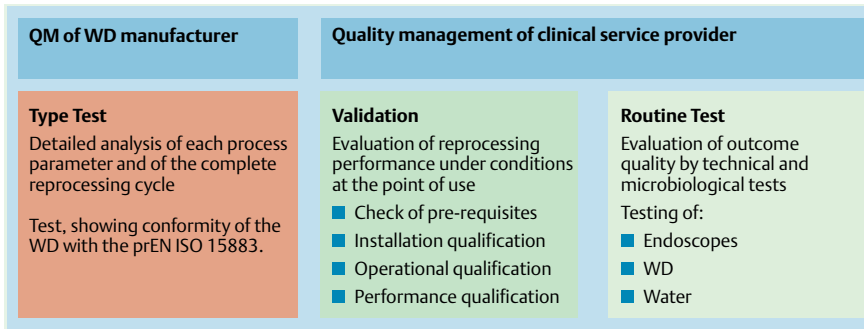 QM of WD manufacturer
Quality management of clinical service provider
Type Test
Detailed analysis of each process
parameter and of the complete
reprocessing cycle
Test, showing conformity of the
WD with the prEN ISO 15883.
Validation
Evaluation of reprocessing
performance under conditions
at the point of use
Check of pre-requisites
Installation qualification
Operational qualification
Performance qualification
Routine Test
Evaluation of outcome
quality by technical and
microbiological tests
Testing of:
Endoscopes
WD
Water